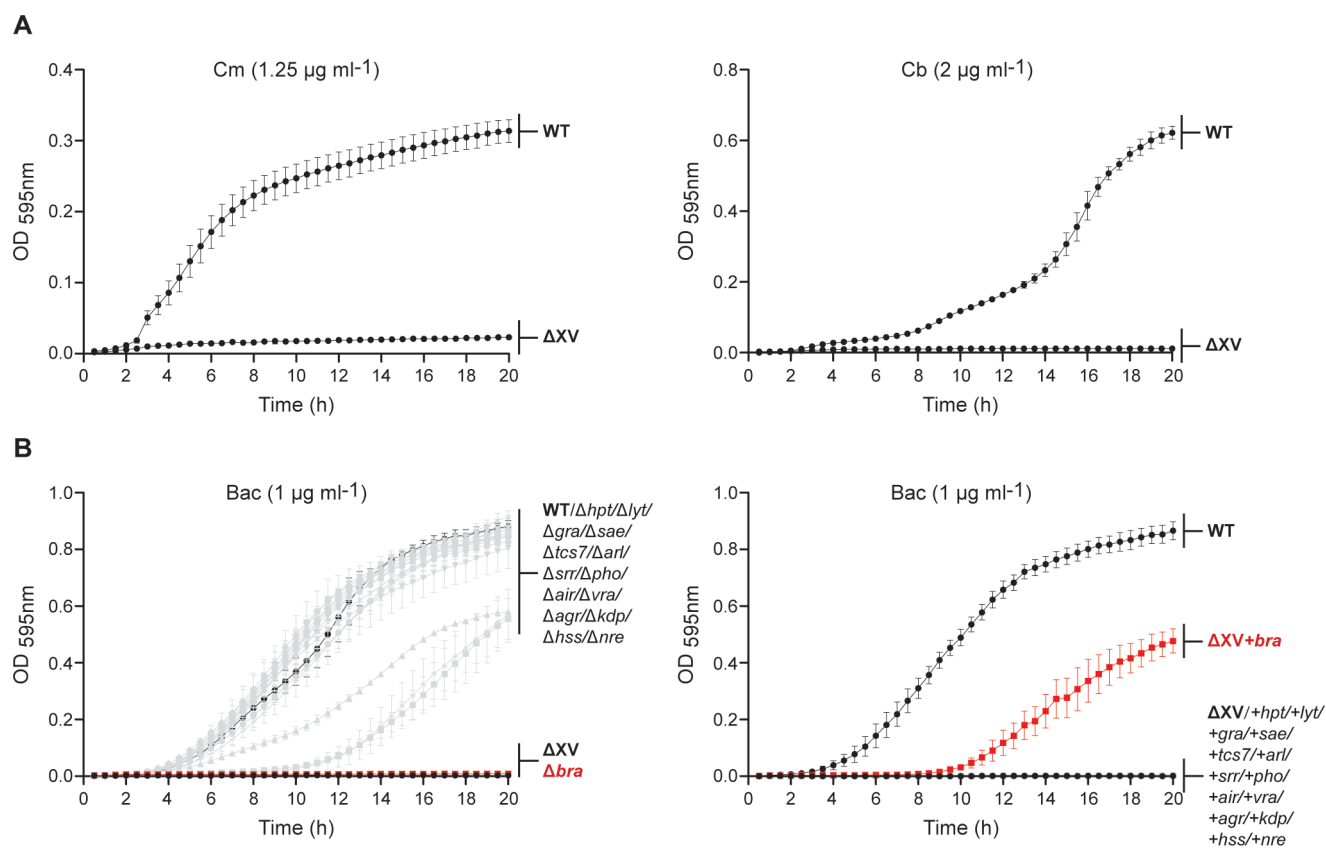 A
Cm (1.25 µg ml-1)
0.4
0.3
0.2
0.1
0.0
OD 595nm
0 2 4 6 8 10 12 14 16 18 20
Time (h)
WT
ΔXV
Cb (2 µg ml-1)
0.8
0.6
0.4
0.2
0.0
OD 595nm
0 2 4 6 8 10 12 14 16 18 20
Time (h)
WT
ΔXV
B
Bac (1 µg ml-1)
1.0
0.8
0.6
0.4
0.2
0.0
OD 595nm
0 2 4 6 8 10 12 14 16 18 20
Time (h)
WT/Δhpt/Δlyt/
Δgra/Δsae/
Δtcs7/Δarl/
Δsrr/Δpho/
Δair/Δvra/
Δagr/Δkdp/
Δhss/Δnre
ΔXV
Δbra
Bac (1 µg ml-1)
1.0
0.8
0.6
0.4
0.2
0.0
OD 595nm
0 2 4 6 8 10 12 14 16 18 20
Time (h)
WT
ΔXV+bra
ΔXV/+hpt/+lyt/
+gra/+sae/
+tcs7/+arl/
+srr/+pho/
+air/+vra/
+agr/+kdp/
+hss/+nre